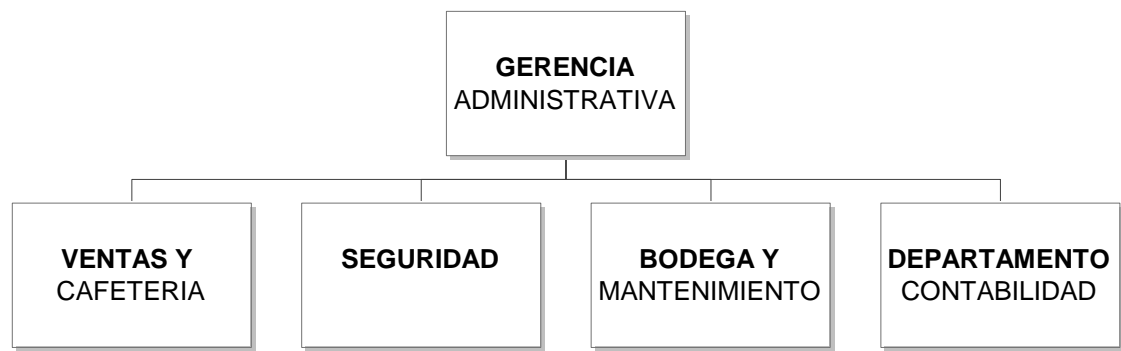 GERENCIA
ADMINISTRATIVA
VENTAS Y
CAFETERIA
SEGURIDAD
BODEGA Y
MANTENIMIENTO
DEPARTAMENTO
CONTABILIDAD